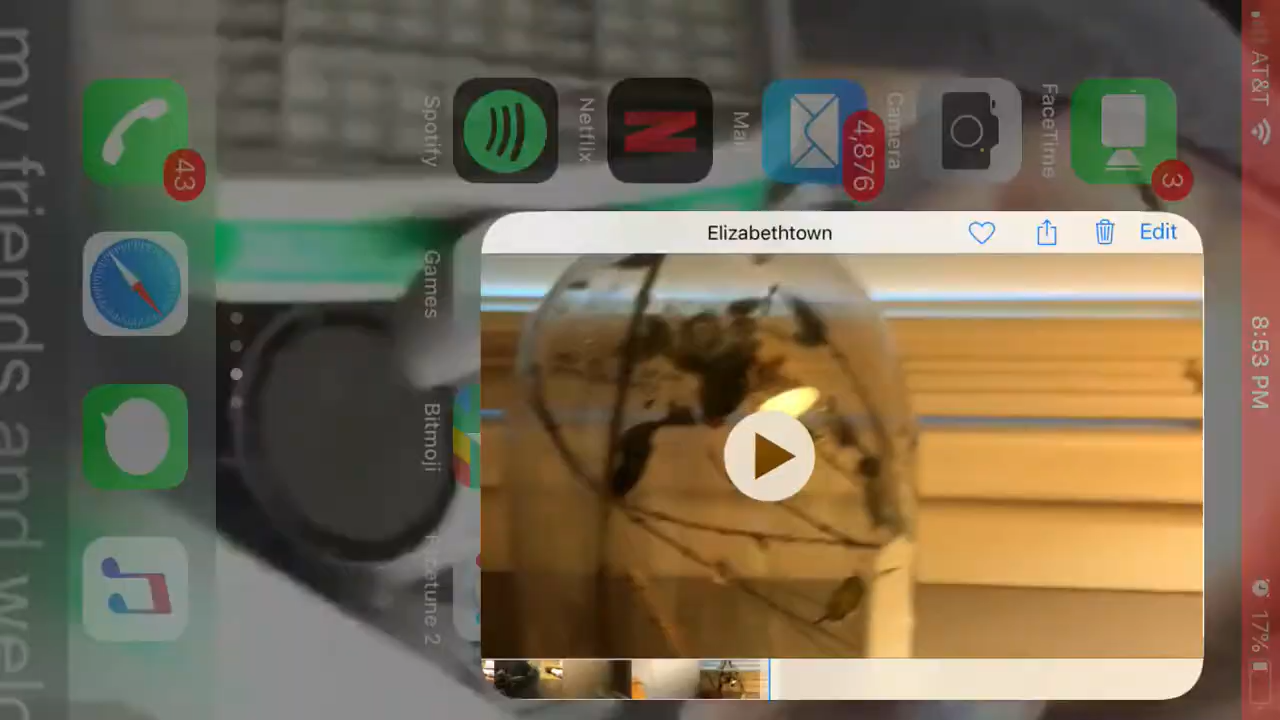 AT&T
8:53 PM
17%
FaceTime
3
Camera
Mail
4,876
Netflix
Spotify
Games
Bitmoji
Facetune 2
43
Elizabethtown
Edit
my friends and